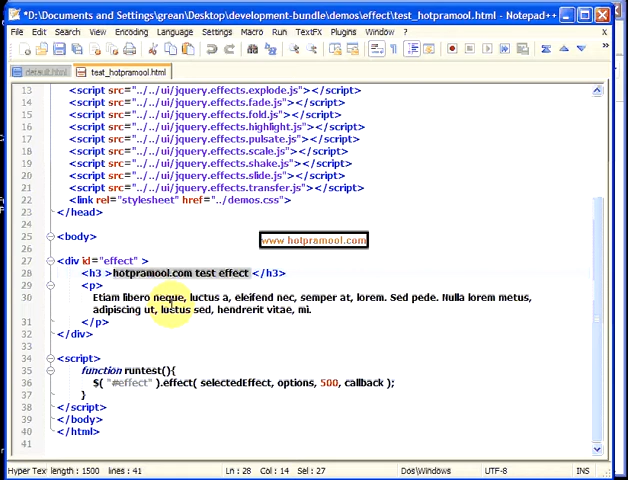 *D:\Documents and Settings\grean\Desktop\development-bundle\demos\effect\test_hotpramool.html - Notepad++
File Edit Search View Encoding Language Settings Macro Run TextFX Plugins Window ?
default.html test_hotpramool.html
13 <script src="../../ui/jquery.effects.explode.js"></script>
14 <script src="../../ui/jquery.effects.fade.js"></script>
15 <script src="../../ui/jquery.effects.fold.js"></script>
16 <script src="../../ui/jquery.effects.highlight.js"></script>
17 <script src="../../ui/jquery.effects.pulsate.js"></script>
18 <script src="../../ui/jquery.effects.scale.js"></script>
19 <script src="../../ui/jquery.effects.shake.js"></script>
20 <script src="../../ui/jquery.effects.slide.js"></script>
21 <script src="../../ui/jquery.effects.transfer.js"></script>
22 <link rel="stylesheet" href="../demos.css">
23 </head>
24
25 <body>
www.hotpramool.com
26
27 <div id="effect" >
28 <h3 >hotpramool.com test effect </h3>
29 <p>
30 Etiam libero neque, luctus a, eleifend nec, semper at, lorem. Sed pede. Nulla lorem metus,
adipiscing ut, luctus sed, hendrerit vitae, mi.
31 </p>
32 </div>
33
34 <script>
35 function runtest(){
36 $( "#effect" ).effect( selectedEffect, options, 500, callback );
37 }
38 </script>
39 </body>
40 </html>
41
Hyper Text length : 1500 lines : 41 Ln : 28 Col : 14 Sel : 27 Dos\Windows UTF-8 INS